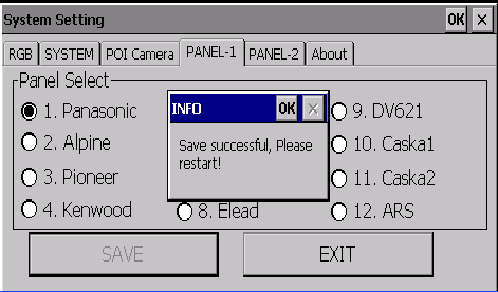 System Setting OK X
RGB SYSTEM POI Camera PANEL-1 PANEL-2 About
Panel Select
1. Panasonic
2. Alpine
3. Pioneer
4. Kenwood
8. Elead
9. DV621
10. Caska1
11. Caska2
12. ARS
INFO OK X
Save successful, Please
restart!
SAVE EXIT